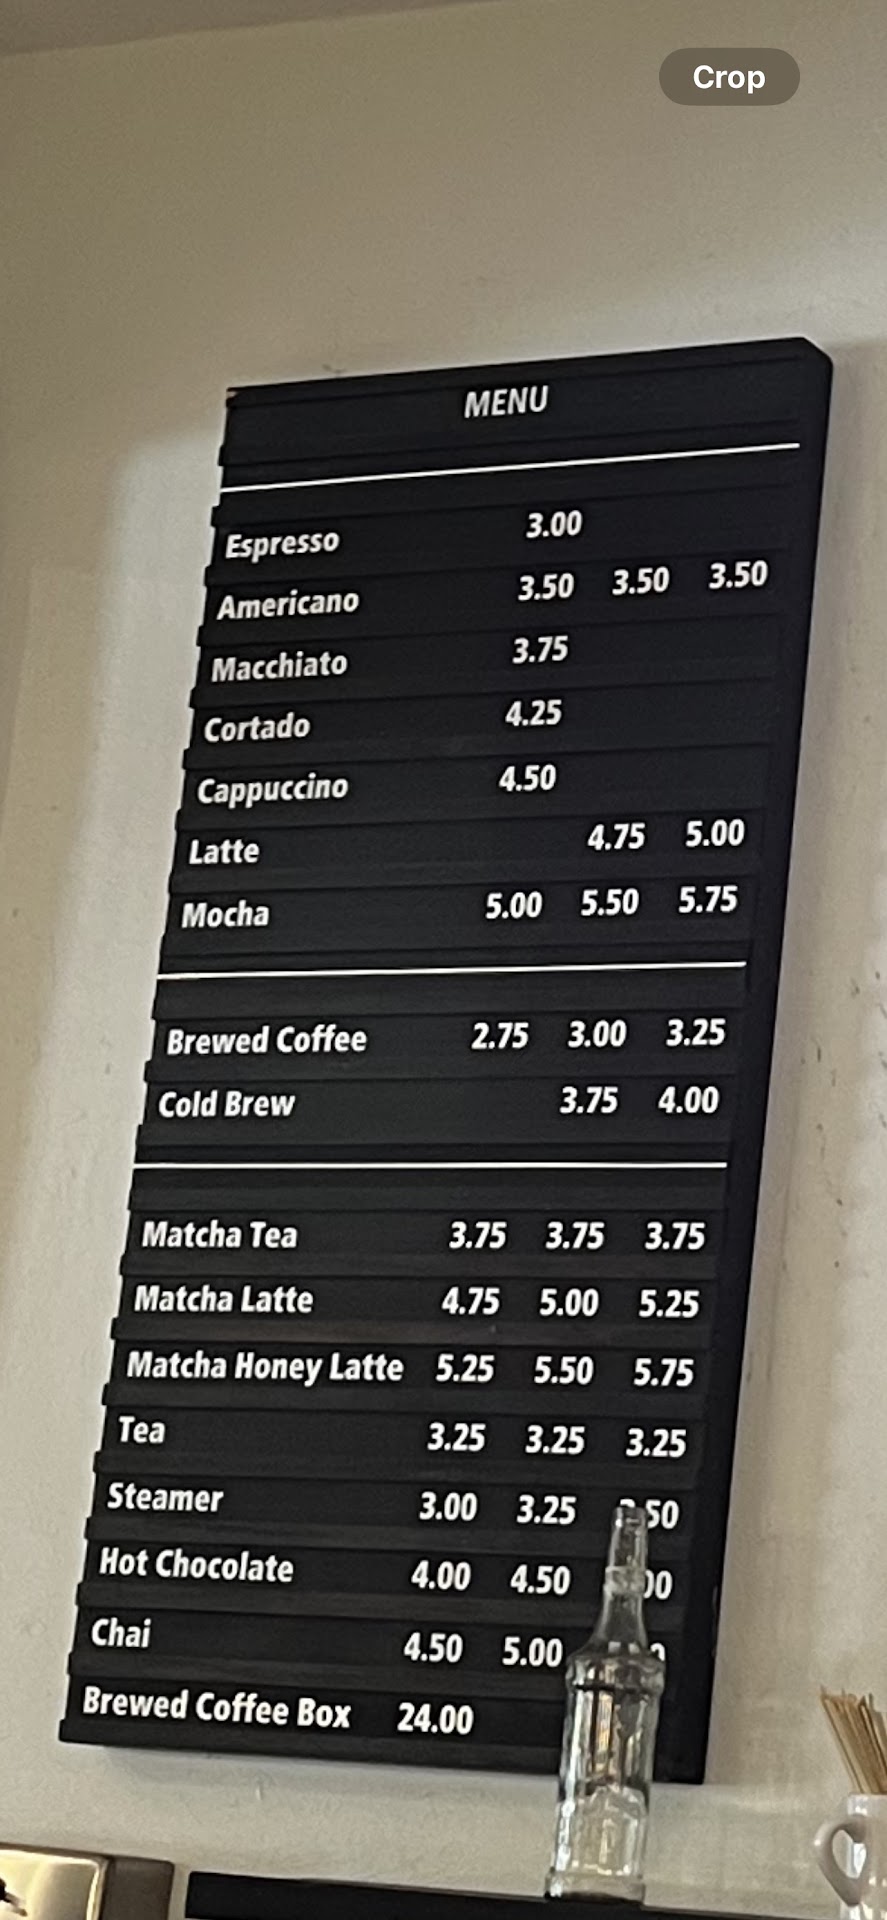 Crop
MENU
Espresso 3.00
Americano 3.50 3.50 3.50
Macchiato 3.75
Cortado 4.25
Cappuccino 4.50
Latte 4.75 5.00
Mocha 5.00 5.50 5.75
Brewed Coffee 2.75 3.00 3.25
Cold Brew 3.75 4.00
Matcha Tea 3.75 3.75 3.75
Matcha Latte 4.75 5.00 5.25
Matcha Honey Latte 5.25 5.50 5.75
Tea 3.25 3.25 3.25
Steamer 3.00 3.25
Hot Chocolate 4.00 4.50
Chai 4.50 5.00
Brewed Coffee Box 24.00